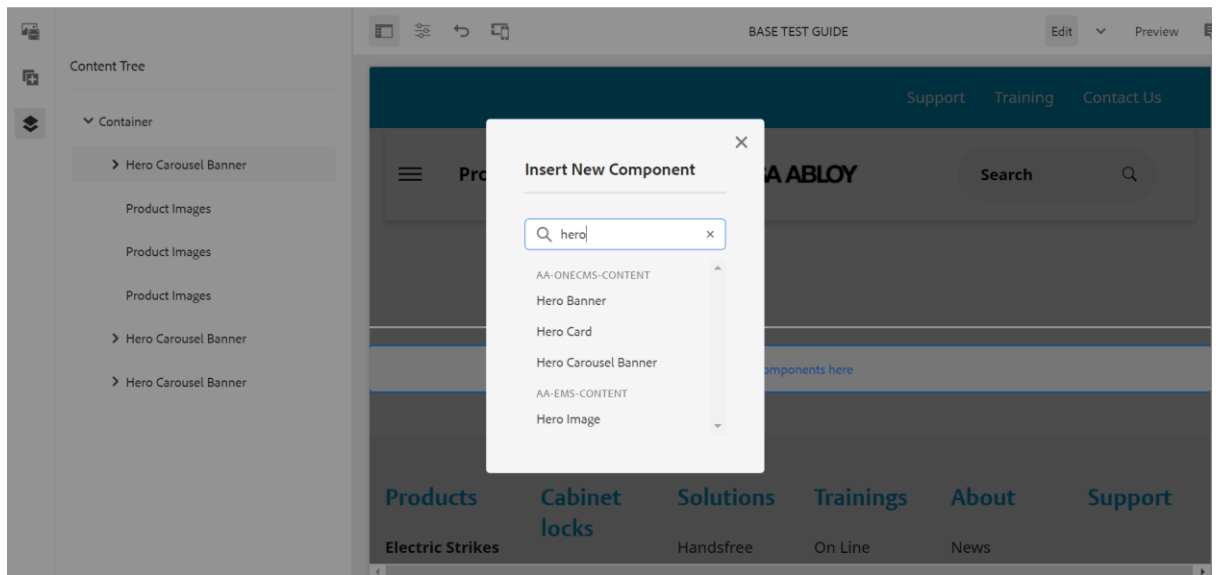 BASE TEST GUIDE
Edit
Preview
Content Tree
Container
Hero Carousel Banner
Product Images
Product Images
Product Images
Hero Carousel Banner
Hero Carousel Banner
Support Training Contact Us
ABLOY
Search
Insert New Component
hero
AA-ONECMS-CONTENT
Hero Banner
Hero Card
Hero Carousel Banner
AA-EMS-CONTENT
Hero Image
components here
Products
Cabinet
locks
Solutions
Trainings
About
Support
Electric Strikes
Handsfree
On Line
News